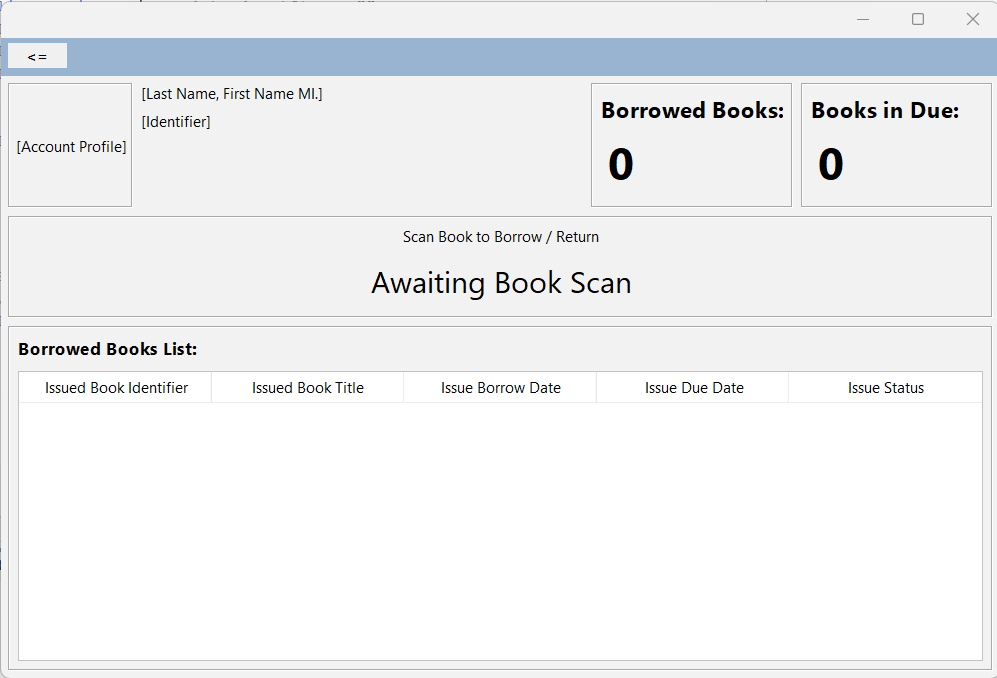 <=
[Account Profile]
[Last Name, First Name MI.]
[Identifier]
Borrowed Books:
0
Books in Due:
0
Scan Book to Borrow / Return
Awaiting Book Scan
Borrowed Books List:
Issued Book Identifier Issued Book Title Issue Borrow Date Issue Due Date Issue Status